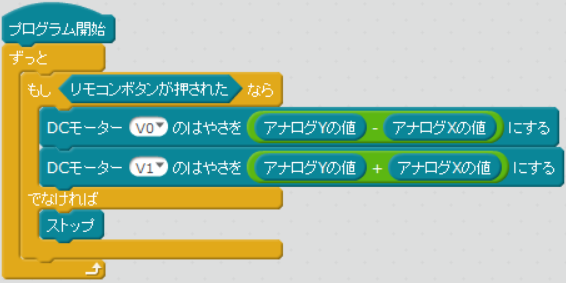 プログラム開始
ずっと
もし リモコンボタンが押された なら
DCモーター V0 のはやさを アナログYの値 - アナログXの値 にする
DCモーター V1 のはやさを アナログYの値 + アナログXの値 にする
でなければ
ストップ